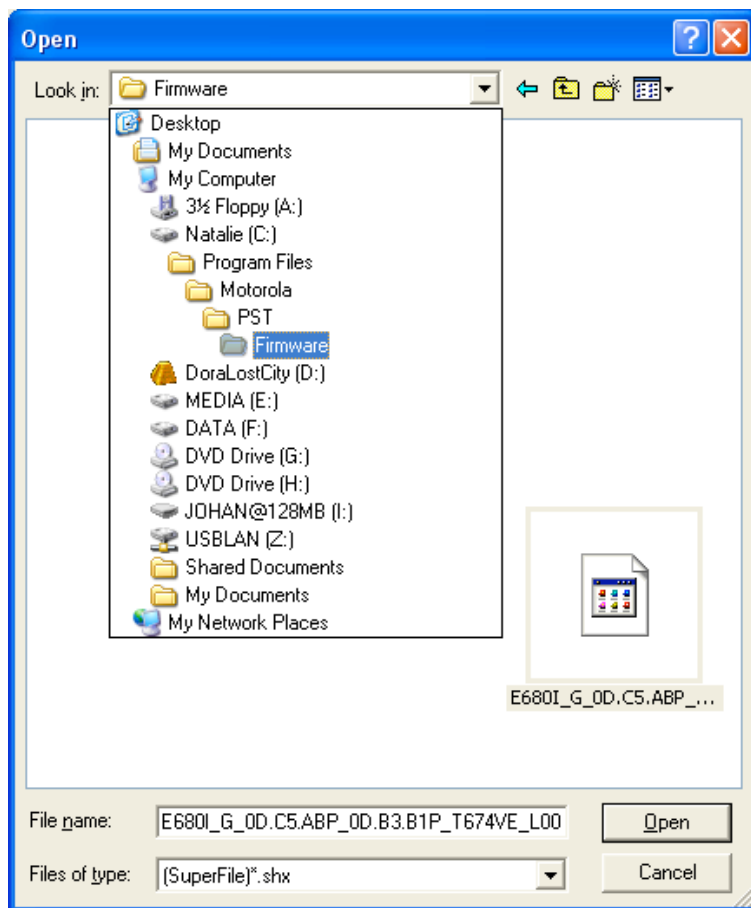 Open
Look in: Firmware
Desktop
My Documents
My Computer
3½ Floppy (A:)
Natalie (C:)
Program Files
Motorola
PST
Firmware
DoraLostCity (D:)
MEDIA (E:)
DATA (F:)
DVD Drive (G:)
DVD Drive (H:)
JOHAN@128MB (I:)
USBLAN (Z:)
Shared Documents
My Documents
My Network Places
E680I_G_0D.C5.ABP_...
File name: E680I_G_0D.C5.ABP_0D.B3.B1P_T674VE_L00 Open
Files of type: (SuperFile)*.shx Cancel